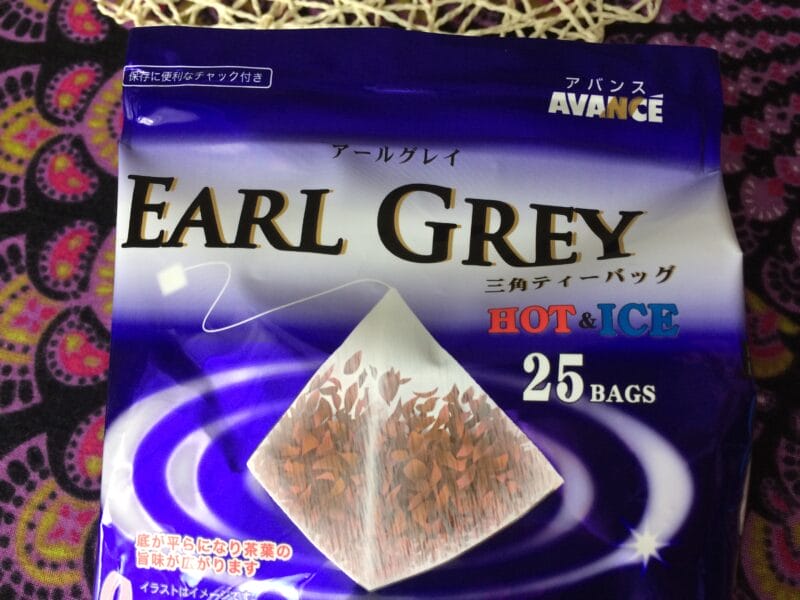 保存に便利なチャック付き
アバンス
AVANCÉ
アールグレイ
EARL GREY
三角ティーバッグ
HOT & ICE
25 BAGS
底が平らになり茶葉の
旨味が広がります
イラストはイメージです